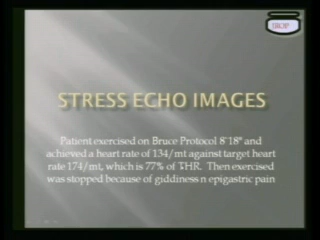 STRESS ECHO IMAGES
Patient exercised on Bruce Protocol 8'18" and
achieved a heart rate of 134/mt against target heart
rate 174/mt, which is 77% of THR. Then exercised
was stopped because of giddiness n epigastric pain